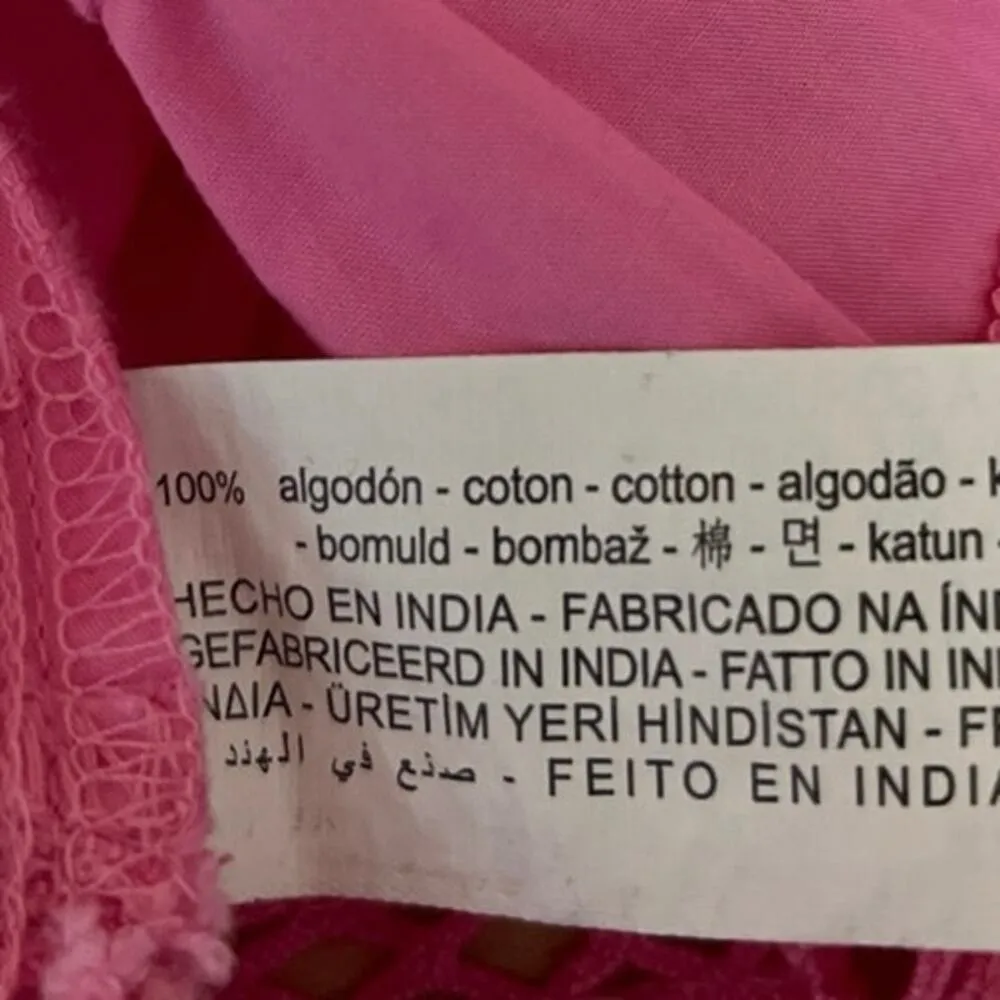 100% algodón - coton - cotton - algodão -
- bomuld - bombaž - 棉 - 면 - katun -
HECHO EN INDIA - FABRICADO NA
GEFABRICEERD IN INDIA - FATTO IN
- ÜRETİM YERİ HİNDİSTAN -
صنع في الهند - FEITO EN INDIA